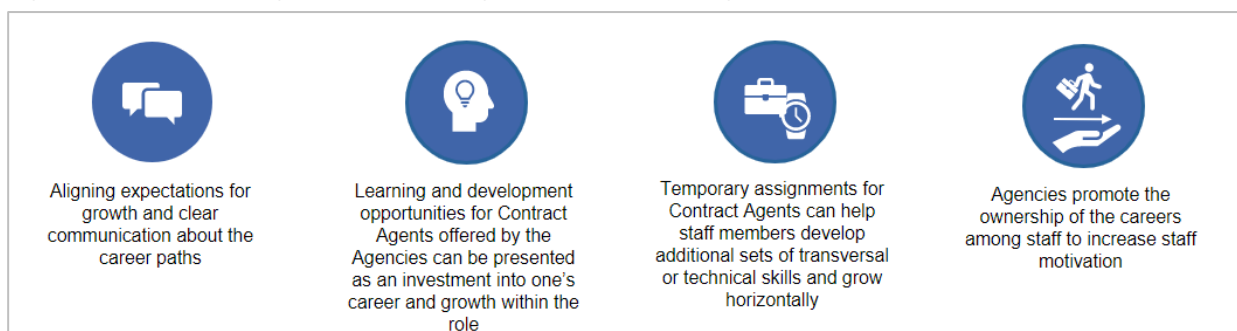 Aligning expectations for
growth and clear
communication about the
career paths
Learning and development
opportunities for Contract
Agents offered by the
Agencies can be presented
as an investment into one’s
career and growth within the
role
Temporary assignments for
Contract Agents can help
staff members develop
additional sets of transversal
or technical skills and grow
horizontally
Agencies promote the
ownership of the careers
among staff to increase staff
motivation